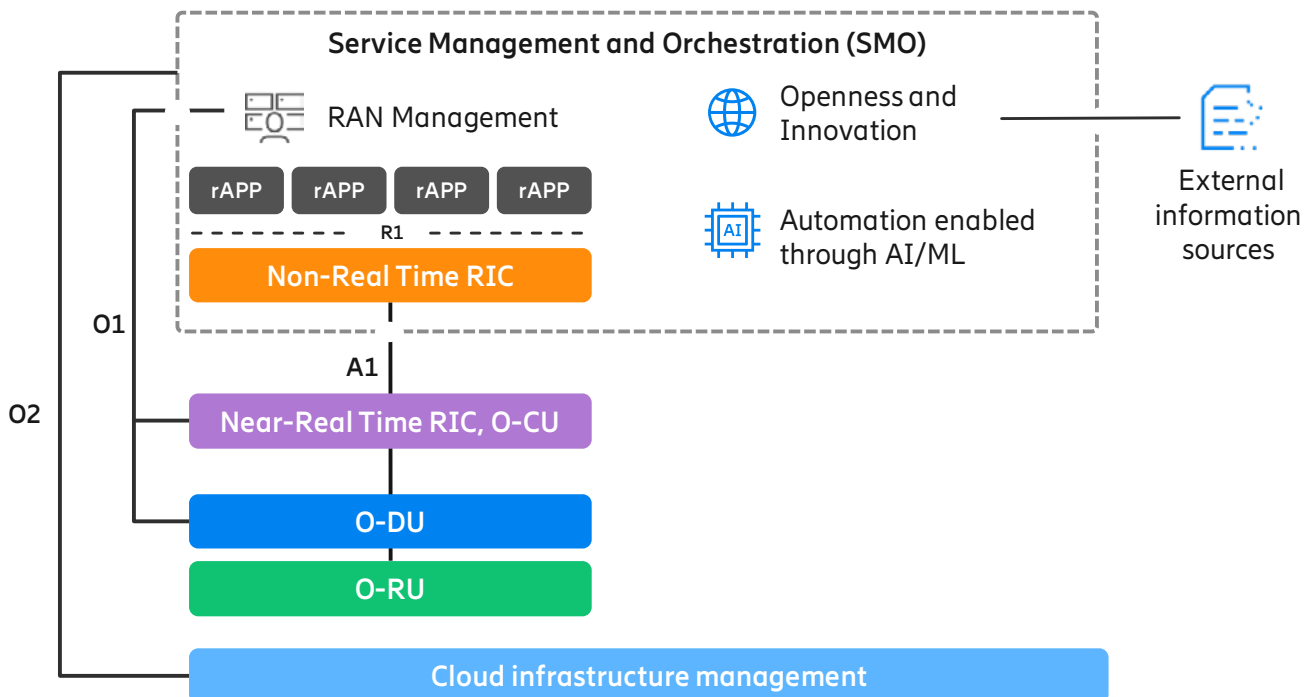 Service Management and Orchestration (SMO)
RAN Management
Openness and
Innovation
rAPP rAPP rAPP rAPP
R1
Automation enabled
through AI/ML
AI
External
information
sources
Non-Real Time RIC
O1
A1
O2
Near-Real Time RIC, O-CU
O-DU
O-RU
Cloud infrastructure management